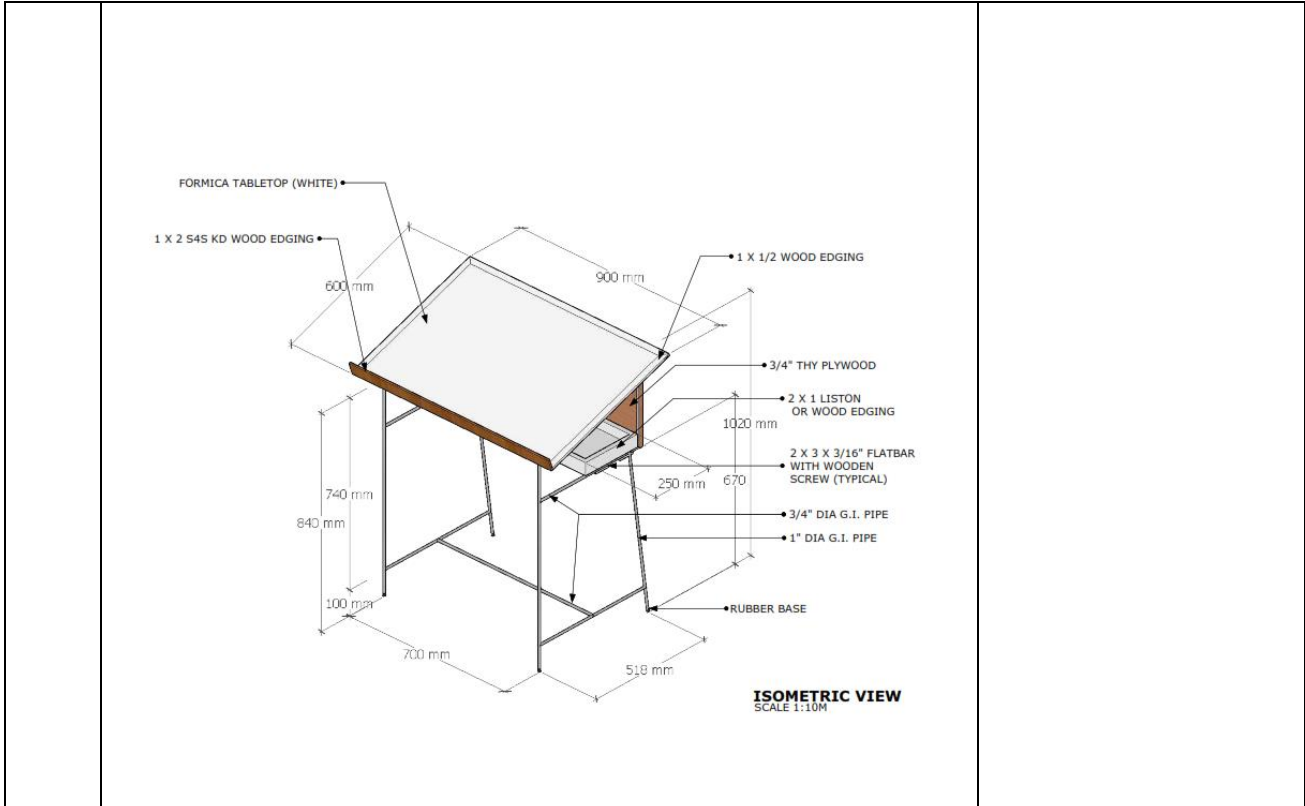 FORMICA TABLETOP (WHITE)
1 X 2 S4S KD WOOD EDGING
600 mm
900 mm
1 X 1/2 WOOD EDGING
3/4" THY PLYWOOD
2 X 1 LISTON
OR WOOD EDGING
1020 mm
2 X 3 X 3/16" FLATBAR
WITH WOODEN
SCREW (TYPICAL)
670
250 mm
740 mm
840 mm
3/4" DIA G.I. PIPE
1" DIA G.I. PIPE
100 mm
RUBBER BASE
700 mm
518 mm
ISOMETRIC VIEW
SCALE 1:10M